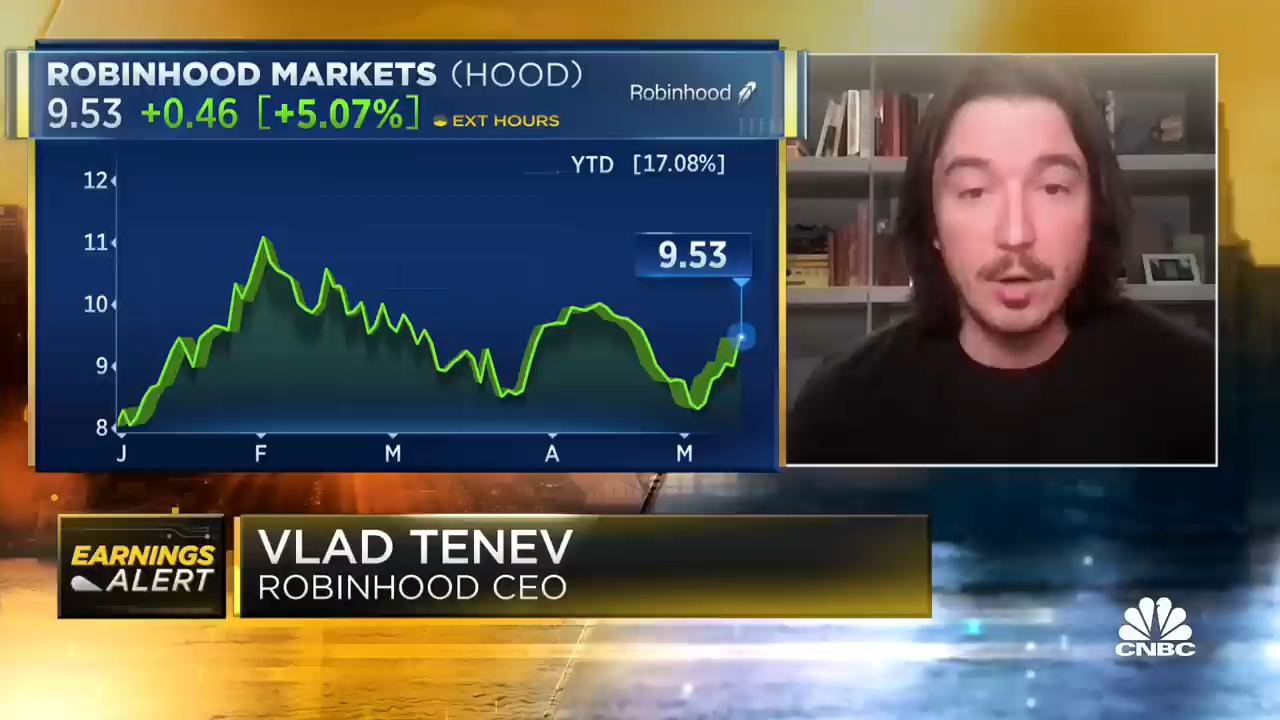 ROBINHOOD MARKETS (HOOD)
9.53 +0.46 [+5.07%] EXT HOURS
Robinhood
YTD [17.08%]
12
11
10
9
8
9.53
J F M A M
EARNINGS
ALERT
VLAD TENEV
ROBINHOOD CEO
CNBC